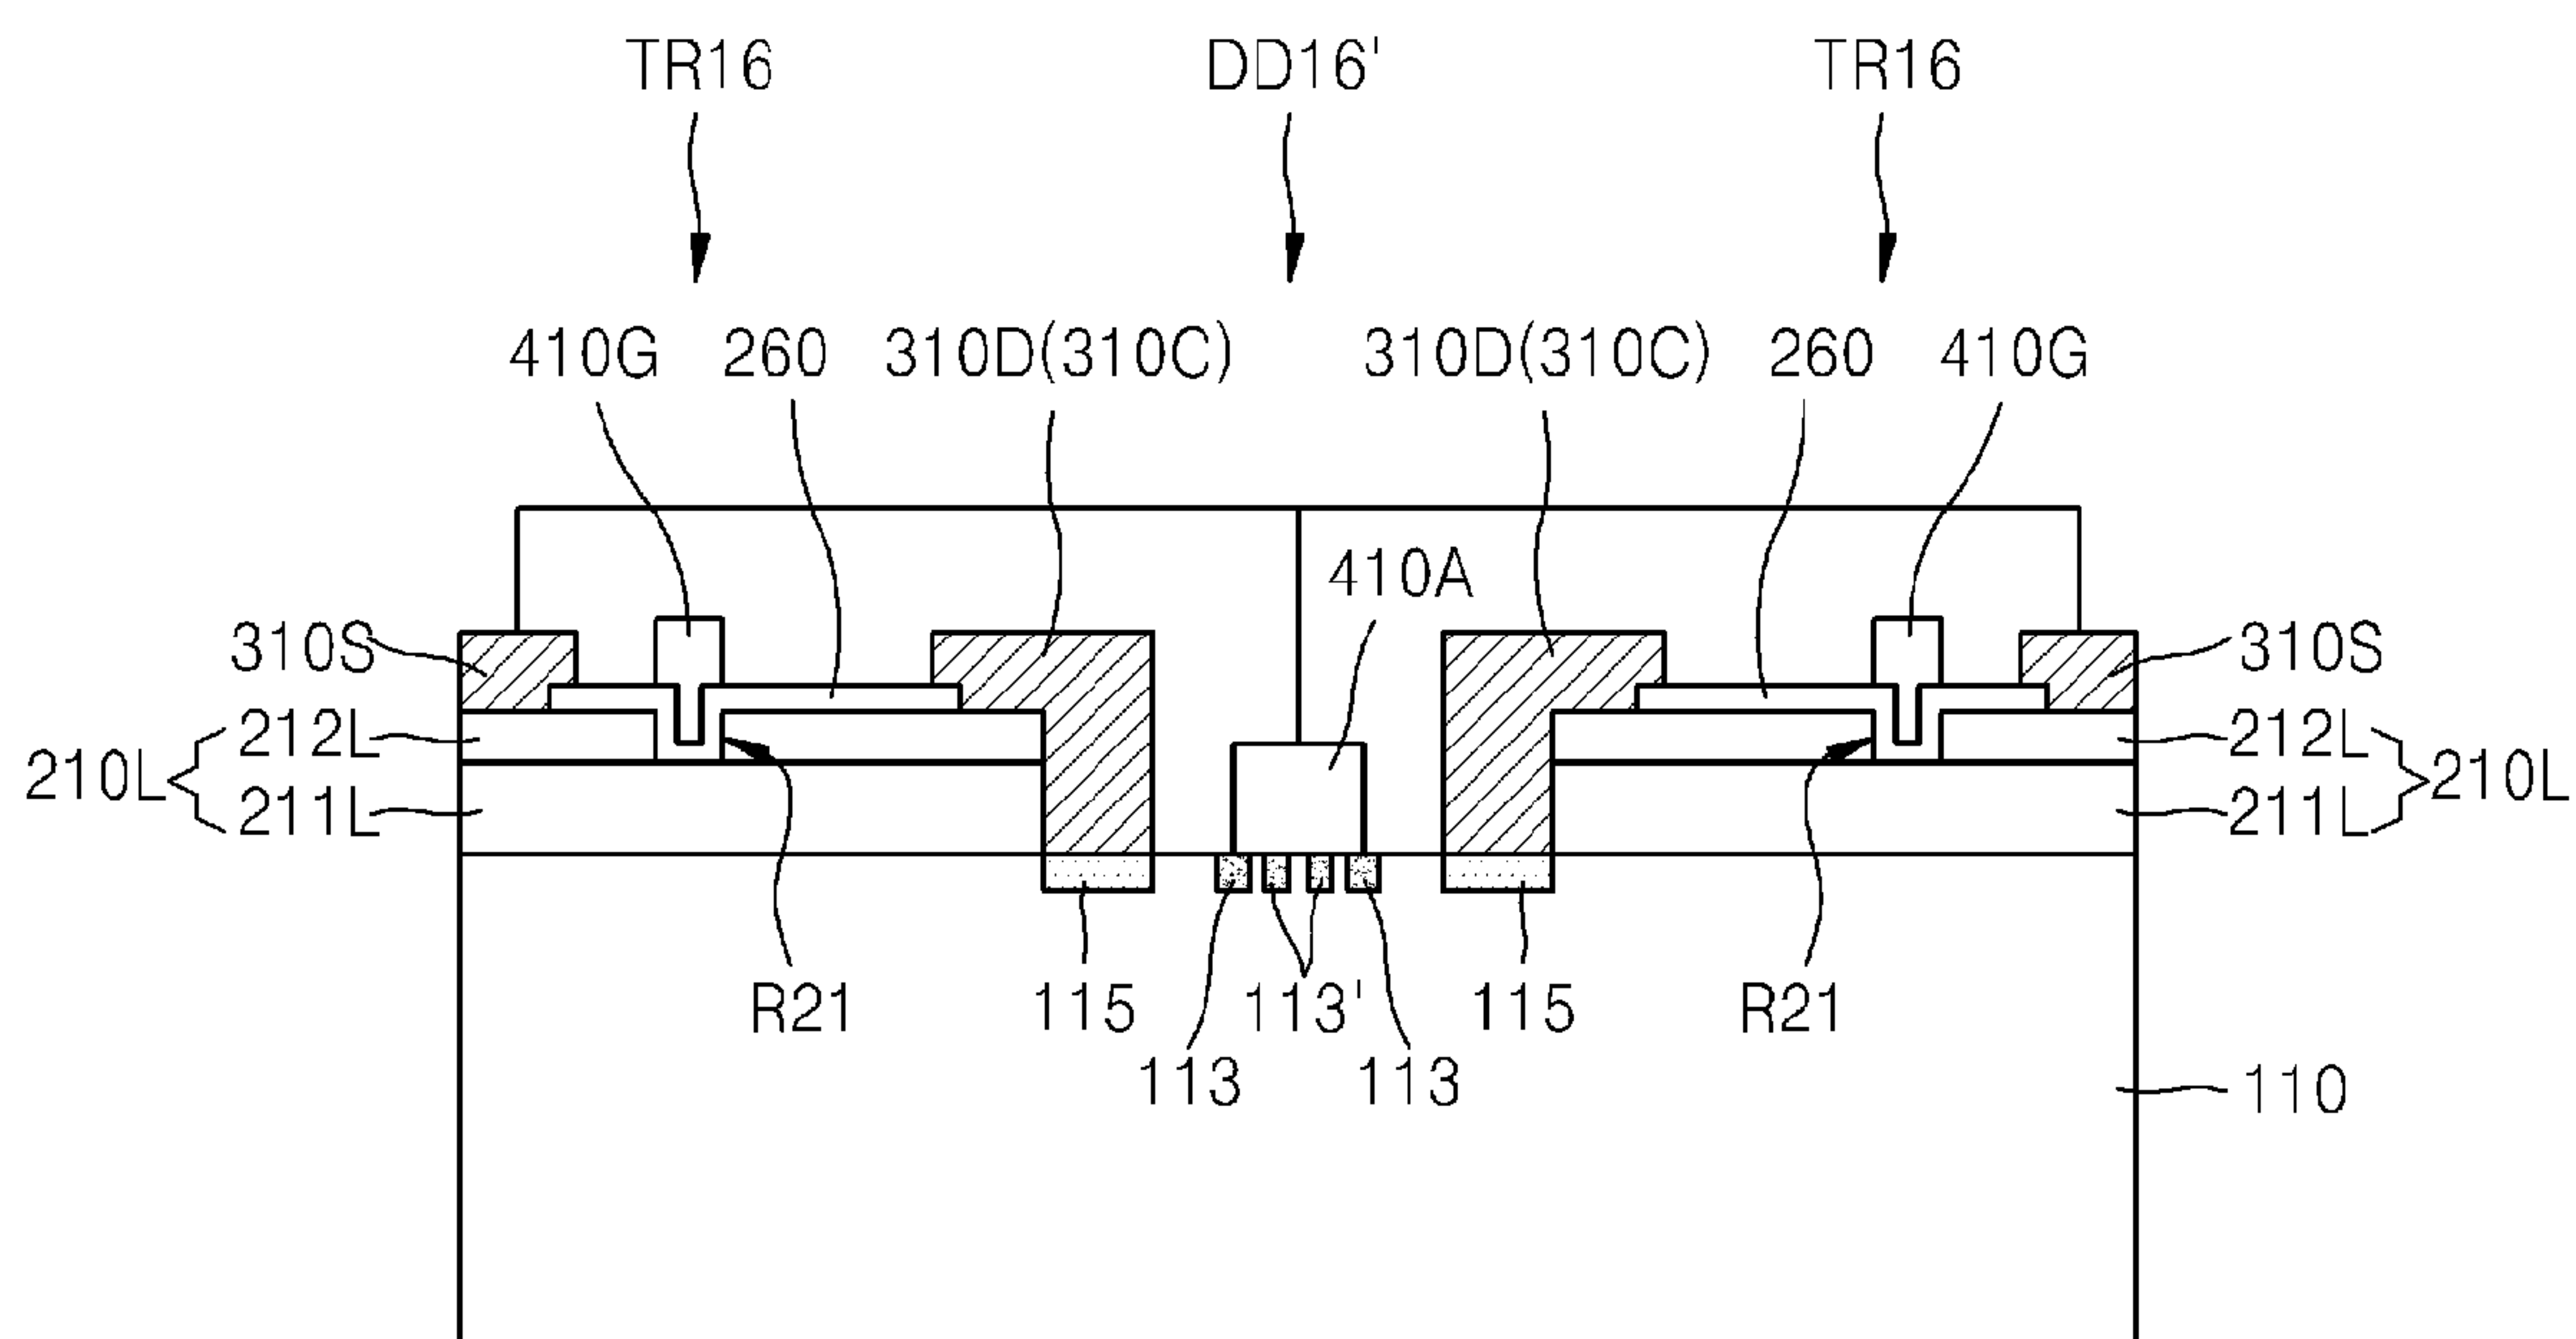 TR16 DD16' TR16
410G 260 310D(310C) 310D(310C) 260 410G
410A
310S 310S
212L 212L
210L 210L
211L 211L
R21 115 113' 115 R21
113 113
110